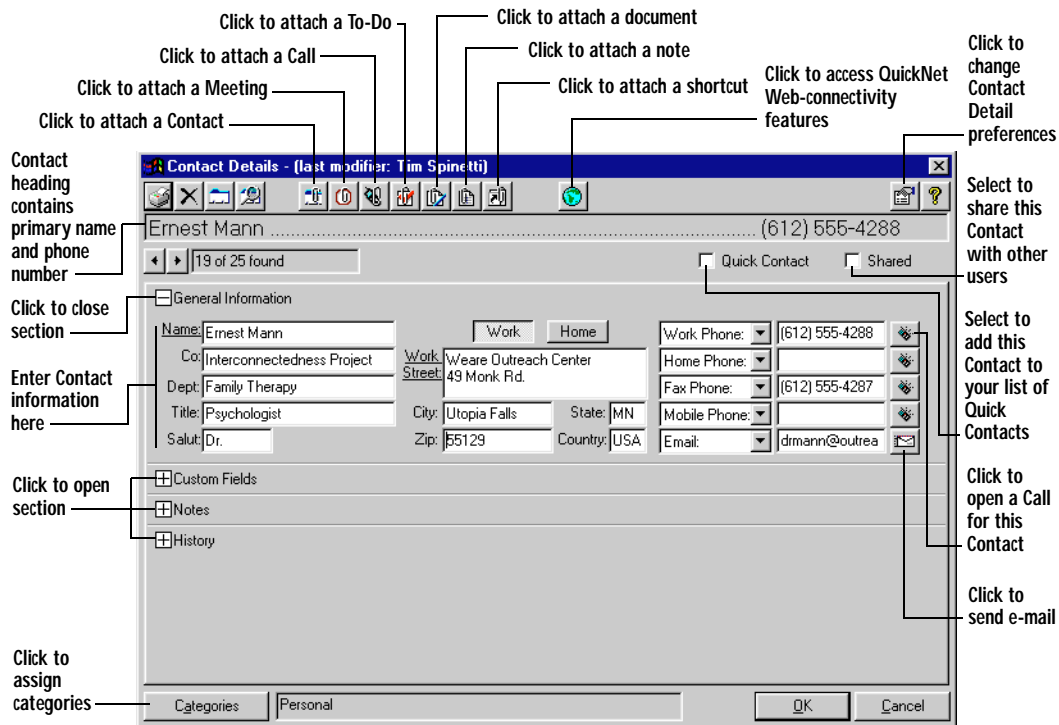 Click to attach a To-Do
Click to attach a document
Click to attach a Call
Click to attach a note
Click to attach a Meeting
Click to attach a shortcut
Click to attach a Contact
Click to access QuickNet
Web-connectivity
features
Click to
change
Contact
Detail
preferences
Contact
heading
contains
primary name
and phone
number
Click to close
section
Enter Contact
information
here
Click to open
section
Click to
assign
categories
Contact Details - (last modifier: Tim Spinetti)
Ernest Mann ........ (612) 555-4288
19 of 25 found
Quick Contact
Shared
General Information
Name: Ernest Mann
Co: Interconnectedness Project
Dept: Family Therapy
Title: Psychologist
Salut: Dr.
Work
Home
Work Street: Weare Outreach Center
49 Monk Rd.
City: Utopia Falls
State: MN
Zip: 55129
Country: USA
Work Phone: (612) 555-4288
Home Phone:
Fax Phone: (612) 555-4287
Mobile Phone:
Email: drmann@outrea
Custom Fields
Notes
History
Categories
Personal
OK
Cancel
Select to
share this
Contact
with other
users
Select to
add this
Contact to
your list of
Quick
Contacts
Click to
open a Call
for this
Contact
Click to
send e-mail